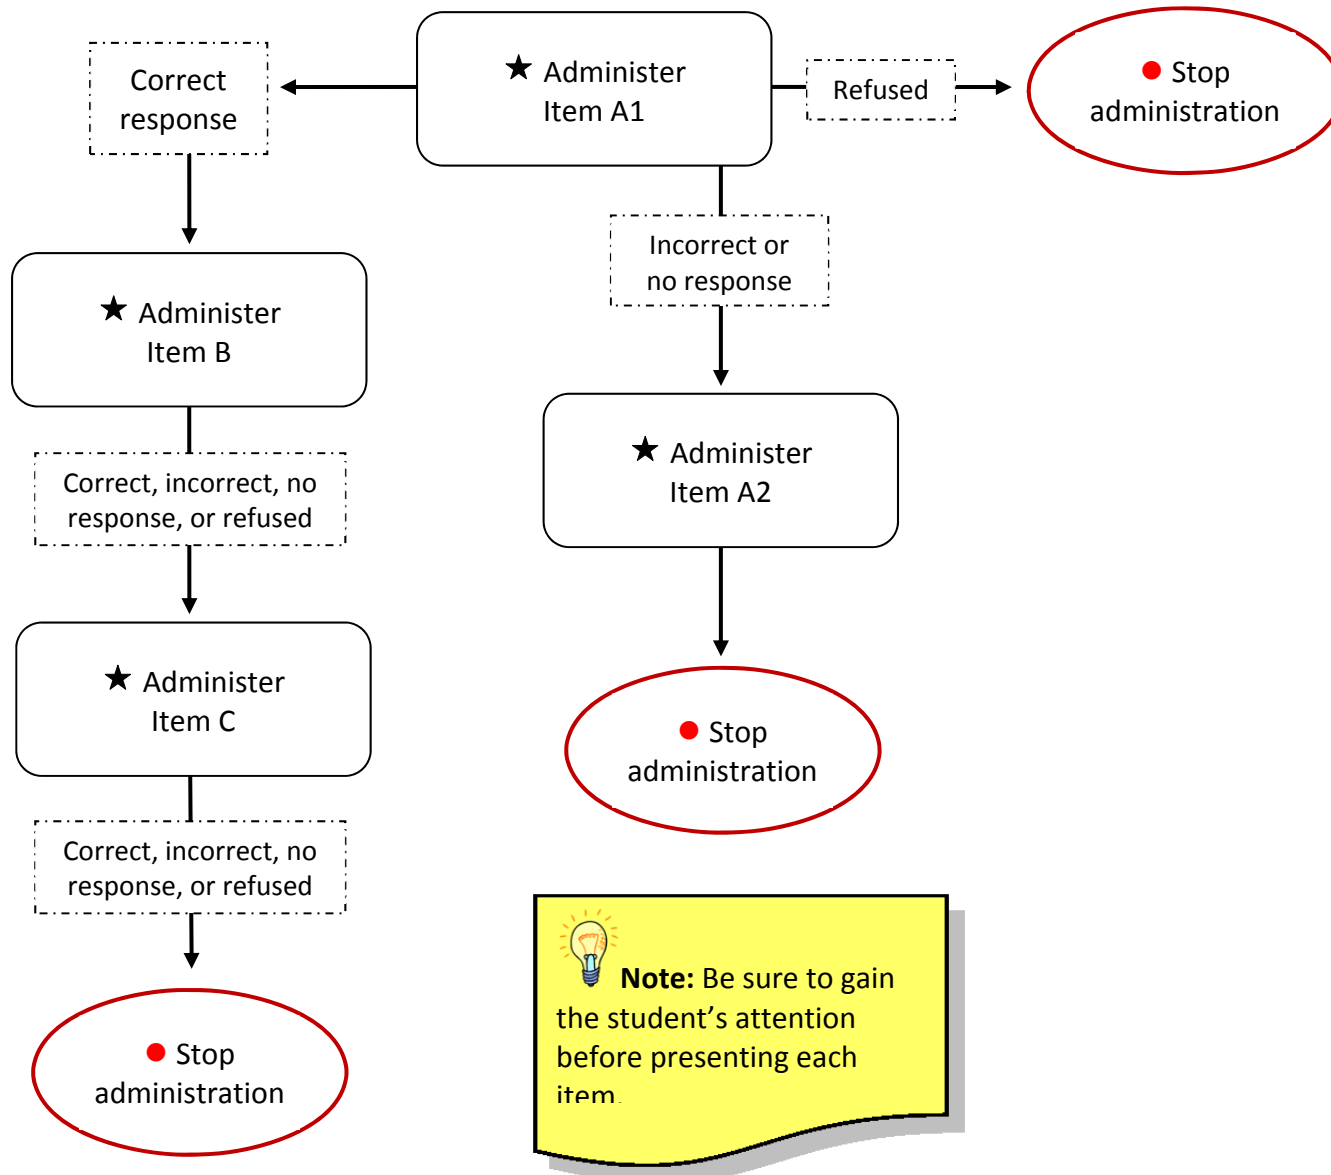 ★ Administer
Item A1
Correct
response
Refused
● Stop
administration
Incorrect or
no response
★ Administer
Item B
★ Administer
Item A2
Correct, incorrect, no
response, or refused
★ Administer
Item C
● Stop
administration
Correct, incorrect, no
response, or refused
● Stop
administration
Note: Be sure to gain
the student’s attention
before presenting each
item.